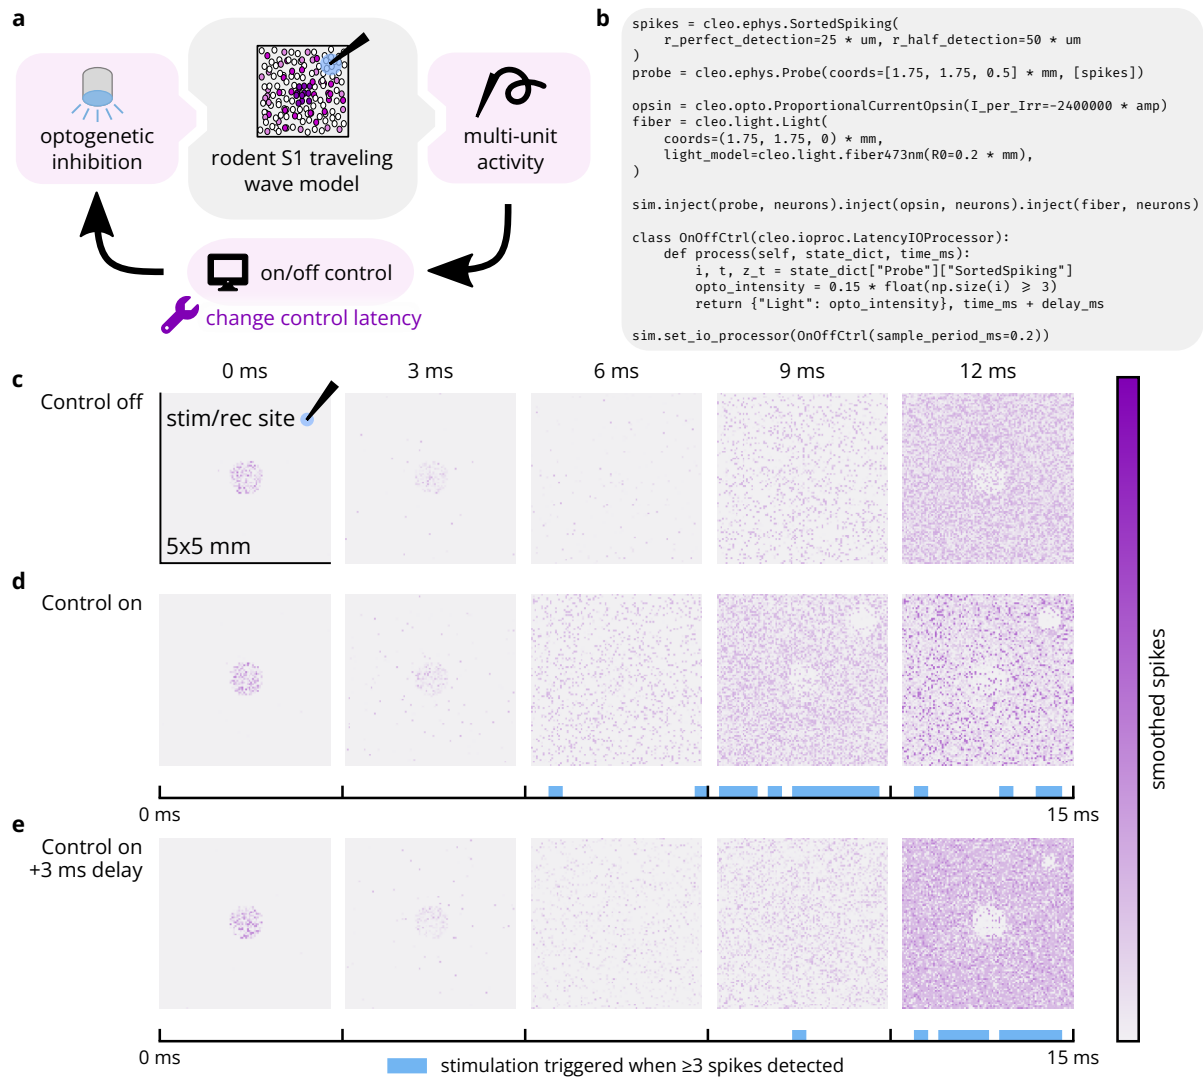 a
optogenetic
inhibition
rodent S1 traveling
wave model
multi-unit
activity
on/off control
change control latency
b
spikes = cleo.ephys.SortedSpiking(
    r_perfect_detection=25 * um, r_half_detection=50 * um
)
probe = cleo.ephys.Probe(coords=[1.75, 1.75, 0.5] * mm, [spikes])
opsin = cleo.opto.ProportionalCurrentOpsin(I_per_Irr=-2400000 * amp)
fiber = cleo.light.Light(
    coords=(1.75, 1.75, 0) * mm,
    light_model=cleo.light.fiber473nm(R0=0.2 * mm),
)
sim.inject(probe, neurons).inject(opsin, neurons).inject(fiber, neurons)
class OnOffCtrl(cleo.ioproc.LatencyIOProcessor):
    def process(self, state_dict, time_ms):
        i, t, z_t = state_dict["Probe"]["SortedSpiking"]
        opto_intensity = 0.15 * float(np.size(i) ≥ 3)
        return {"Light": opto_intensity}, time_ms + delay_ms
sim.set_io_processor(OnOffCtrl(sample_period_ms=0.2))
c
0 ms 3 ms 6 ms 9 ms 12 ms
Control off
stim/rec site
5x5 mm
d
Control on
0 ms 15 ms
e
Control on
+3 ms delay
0 ms 15 ms
stimulation triggered when ≥3 spikes detected
smoothed spikes